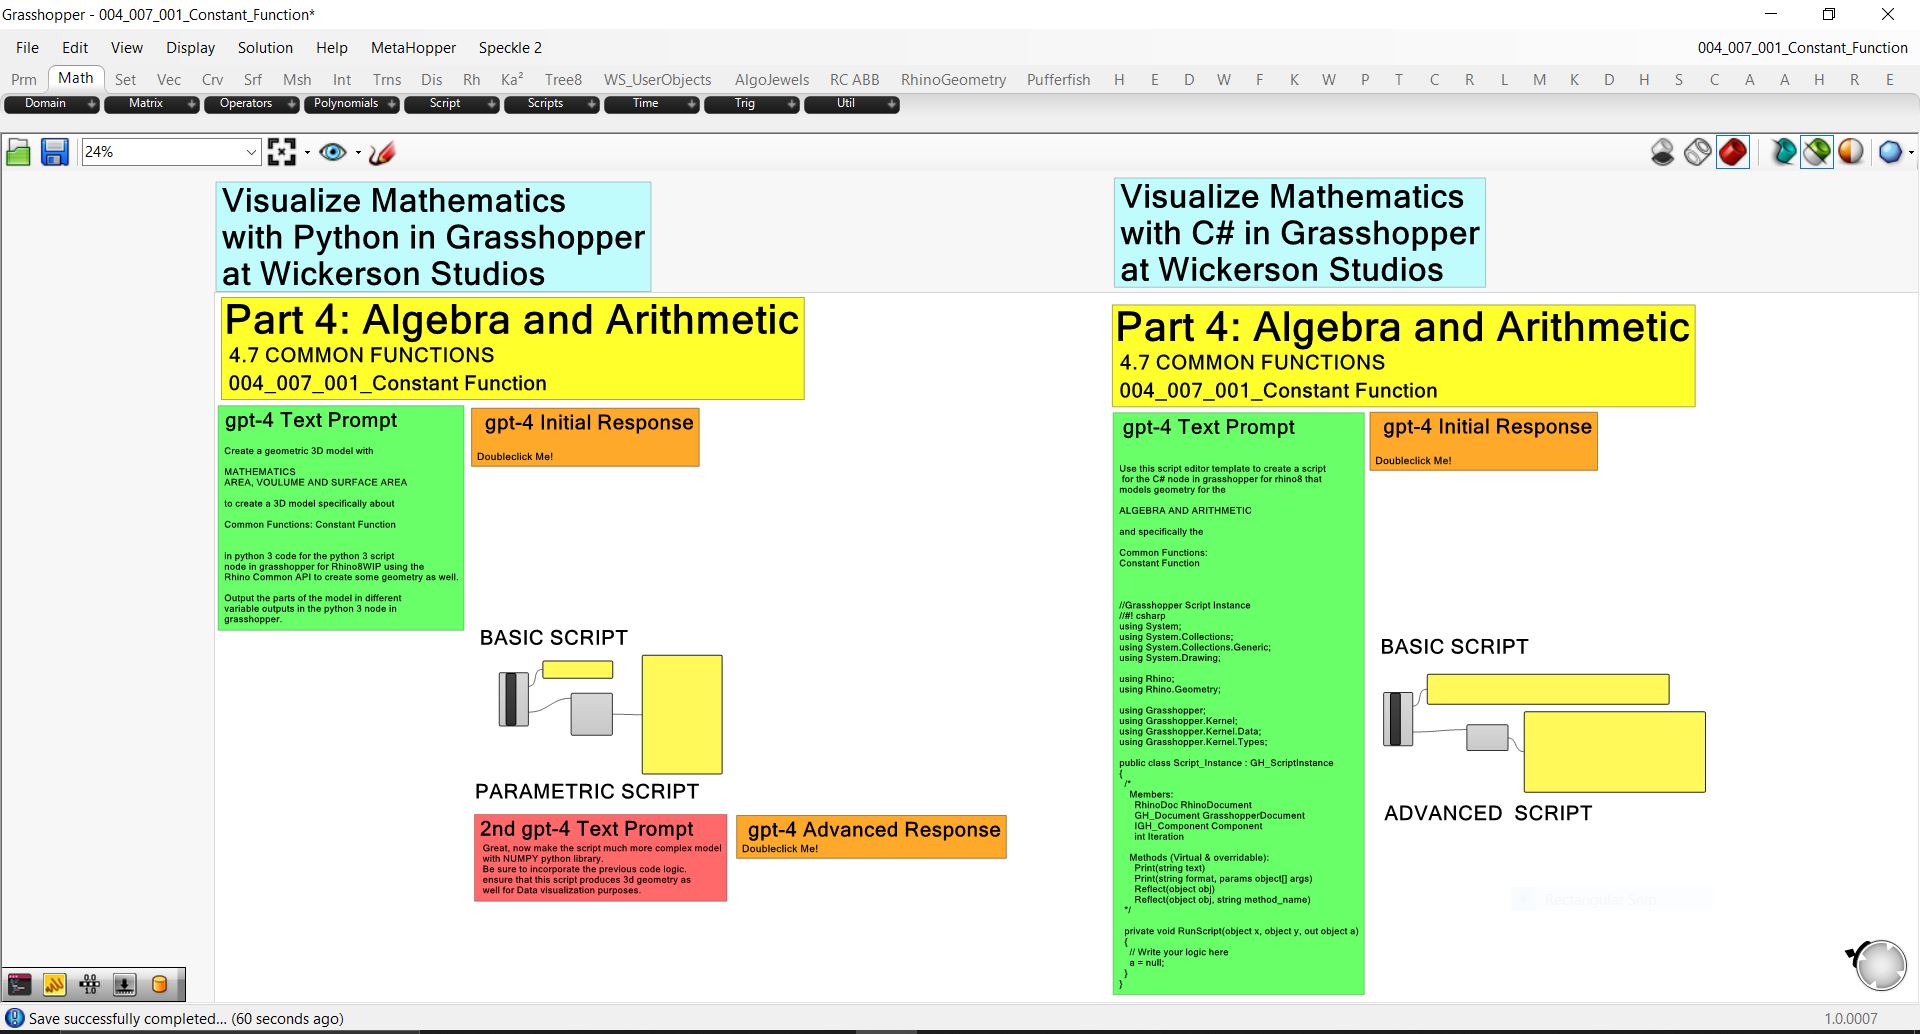 Grasshopper - 004_007_001_Constant_Function*
File Edit View Display Solution Help MetaHopper Speckle 2
004_007_001_Constant_Function
Prm Math Set Vec Crv Srf Msh Int Trns Dis Rh Ka² Tree8 WS_UserObjects AlgoJewels RC ABB RhinoGeometry Pufferfish H E D W F K W P T C R L M K D H S C A A H R E
Domain Matrix Operators Polynomials Script Scripts Time Trig Util
24%
Visualize Mathematics
with Python in Grasshopper
at Wickerson Studios
Part 4: Algebra and Arithmetic
4.7 COMMON FUNCTIONS
004_007_001_Constant Function
gpt-4 Text Prompt
Create a geometric 3D model with
MATHEMATICS
AREA, VOULUME AND SURFACE AREA
to create a 3D model specifically about
Common Functions: Constant Function
in python 3 code for the python 3 script
node in grasshopper for Rhino8WIP using the
Rhino Common API to create some geometry as well.
Output the parts of the model in different
variable outputs in the python 3 node in
grasshopper.
gpt-4 Initial Response
Doubleclick Me!
BASIC SCRIPT
PARAMETRIC SCRIPT
2nd gpt-4 Text Prompt
Great, now make the script much more complex model
with NUMPY python library.
Be sure to incorporate the previous code logic.
ensure that this script produces 3d geometry as
well for Data visualization purposes.
gpt-4 Advanced Response
Doubleclick Me!
Visualize Mathematics
with C# in Grasshopper
at Wickerson Studios
Part 4: Algebra and Arithmetic
4.7 COMMON FUNCTIONS
004_007_001_Constant Function
gpt-4 Text Prompt
Use this script editor template to create a script
for the C# node in grasshopper for rhino8 that
models geometry for the
ALGEBRA AND ARITHMETIC
and specifically the
Common Functions:
Constant Function
//Grasshopper Script Instance
//#! csharp
using System;
using System.Collections;
using System.Collections.Generic;
using System.Drawing;
using Rhino;
using Rhino.Geometry;
using Grasshopper;
using Grasshopper.Kernel;
using Grasshopper.Kernel.Data;
using Grasshopper.Kernel.Types;
public class Script_Instance : GH_ScriptInstance
{
/*
Members:
RhinoDoc RhinoDocument
GH_Document GrasshopperDocument
IGH_Component Component
int Iteration
Methods (Virtual & overridable):
Print(string text)
Print(string format, params object[] args)
Reflect(object obj)
Reflect(object obj, string method_name)
*/
private void RunScript(object x, object y, out object a)
{
// Write your logic here
a = null;
}
}
gpt-4 Initial Response
Doubleclick Me!
BASIC SCRIPT
ADVANCED SCRIPT
Rectangular Snip
Save successfully completed... (60 seconds ago)
1.0.0007